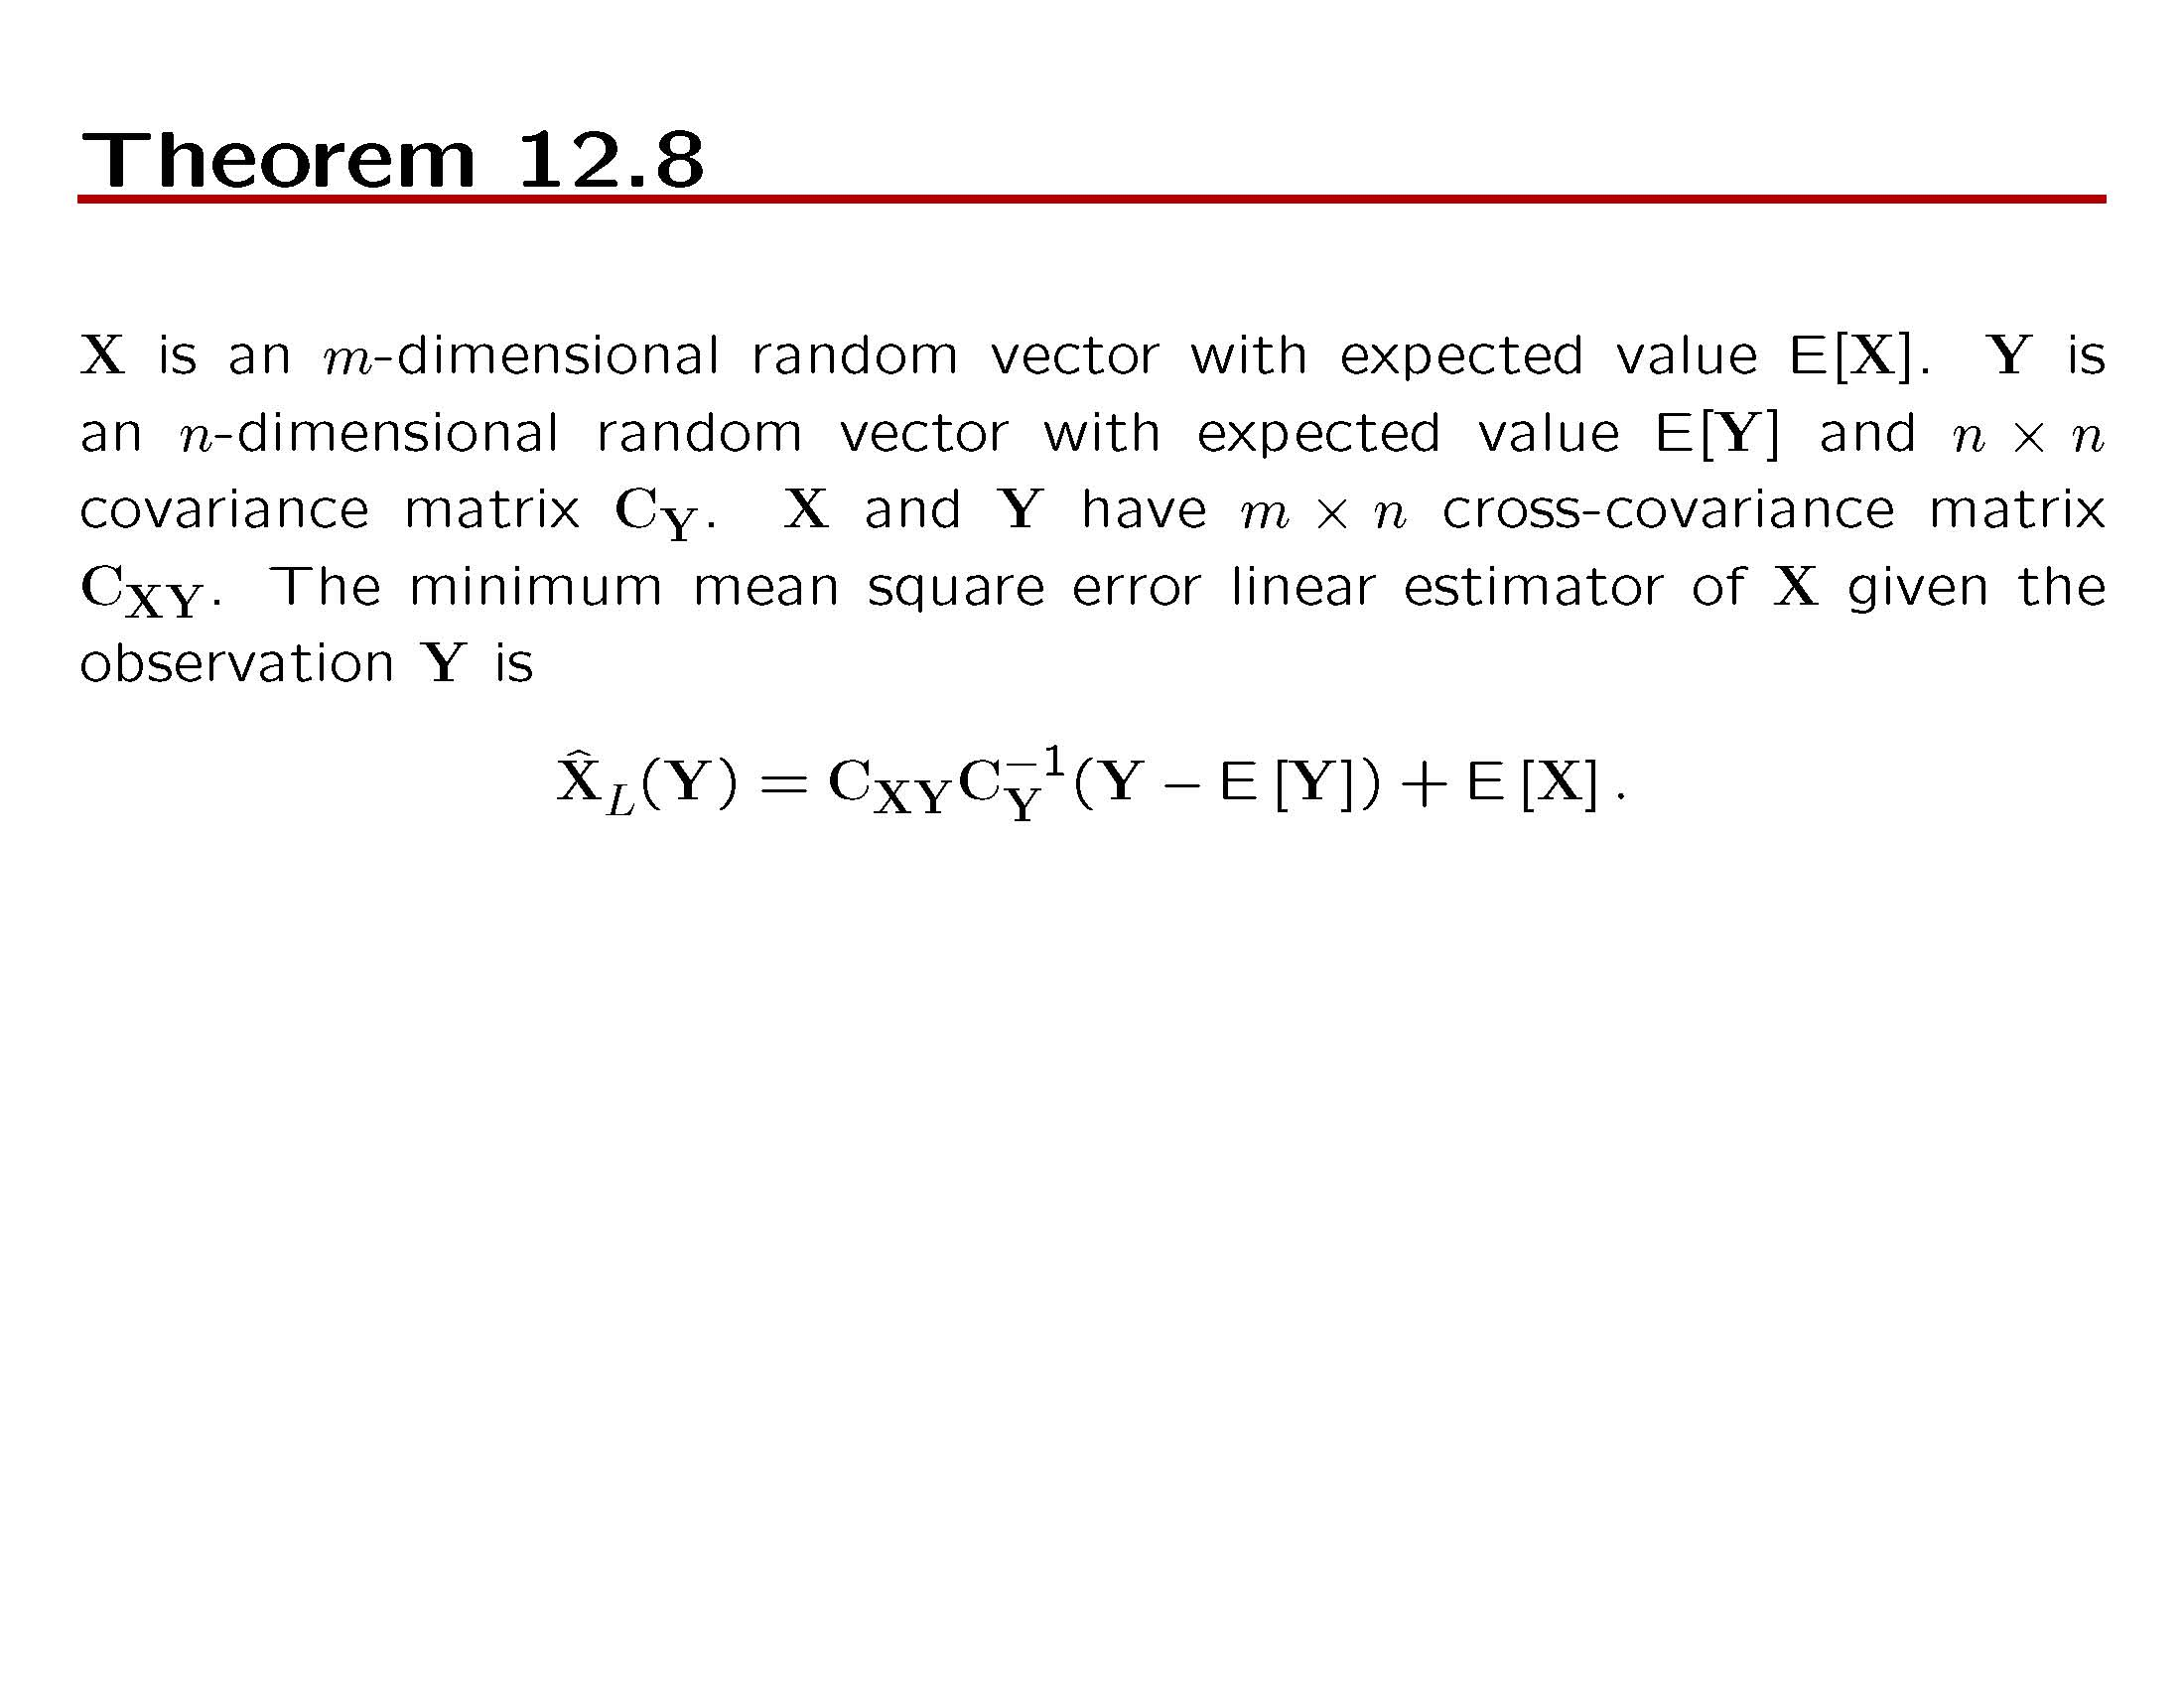 Theorem 12.8
X is an m-dimensional random vector with expected value E[X]. Y is
an n-dimensional random vector with expected value E[Y] and n × n
covariance matrix C_Y. X and Y have m × n cross-covariance matrix
C_XY. The minimum mean square error linear estimator of X given the
observation Y is
X̂_L(Y) = C_XY C_Y^−1 (Y − E [Y]) + E [X] .